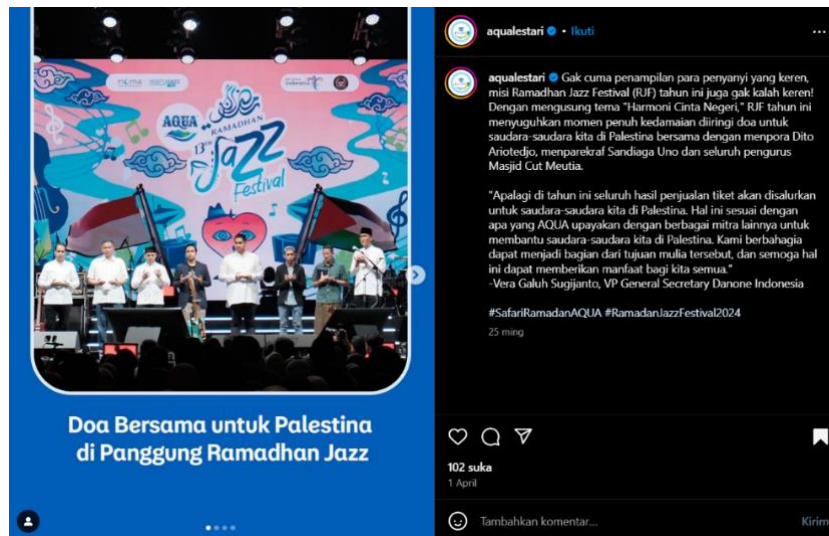 AQUA
13th
RAMADHAN
Jazz
Festival
Doa Bersama untuk Palestina
di Panggung Ramadhan Jazz
aqualestari • Ikuti
aqualestari Gak cuma penampilan para penyanyi yang keren,
misi Ramadhan Jazz Festival (RJF) tahun ini juga gak kalah keren!
Dengan mengusung tema "Harmoni Cinta Negeri," RJF tahun ini
menyuguhkan momen penuh kedamaian diiringi doa untuk
saudara-saudara kita di Palestina bersama dengan menpora Dito
Ariotedjo, menparekraf Sandiaga Uno dan seluruh pengurus
Masjid Cut Meutia.
"Apalagi di tahun ini seluruh hasil penjualan tiket akan disalurkan
untuk saudara-saudara kita di Palestina. Hal ini sesuai dengan
apa yang AQUA upayakan dengan berbagai mitra lainnya untuk
membantu saudara-saudara kita di Palestina. Kami berbahagia
dapat menjadi bagian dari tujuan mulia tersebut, dan semoga hal
ini dapat memberikan manfaat bagi kita semua."
-Vera Galuh Sugijanto, VP General Secretary Danone Indonesia
#SafariRamadanAQUA #RamadanJazzFestival2024
25 ming
102 suka
1 April
Tambahkan komentar...
Kirim